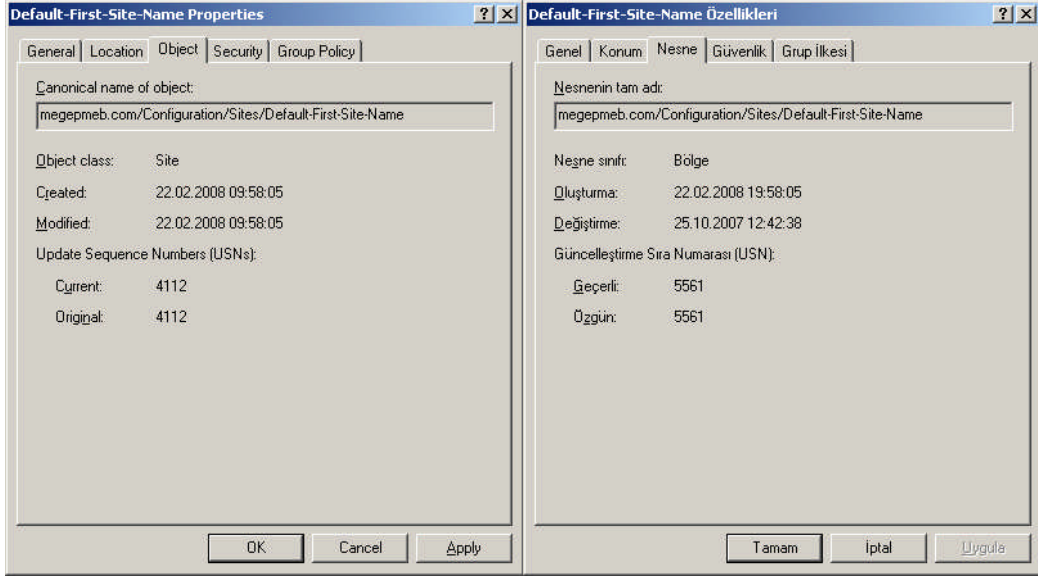 Default-First-Site-Name Properties
General Location Object Security Group Policy
Canonical name of object:
megepmeb.com/Configuration/Sites/Default-First-Site-Name
Object class: Site
Created: 22.02.2008 09:58:05
Modified: 22.02.2008 09:58:05
Update Sequence Numbers (USNs):
Current: 4112
Original: 4112
OK Cancel Apply
Default-First-Site-Name Özellikleri
Genel Konum Nesne Güvenlik Grup İlkesi
Nesnenin tam adı:
megepmeb.com/Configuration/Sites/Default-First-Site-Name
Nesne sınıfı: Bölge
Oluşturma: 22.02.2008 19:58:05
Değiştirme: 25.10.2007 12:42:38
Güncelleştirme Sıra Numarası (USN):
Geçerli: 5561
Özgün: 5561
Tamam İptal Uygula